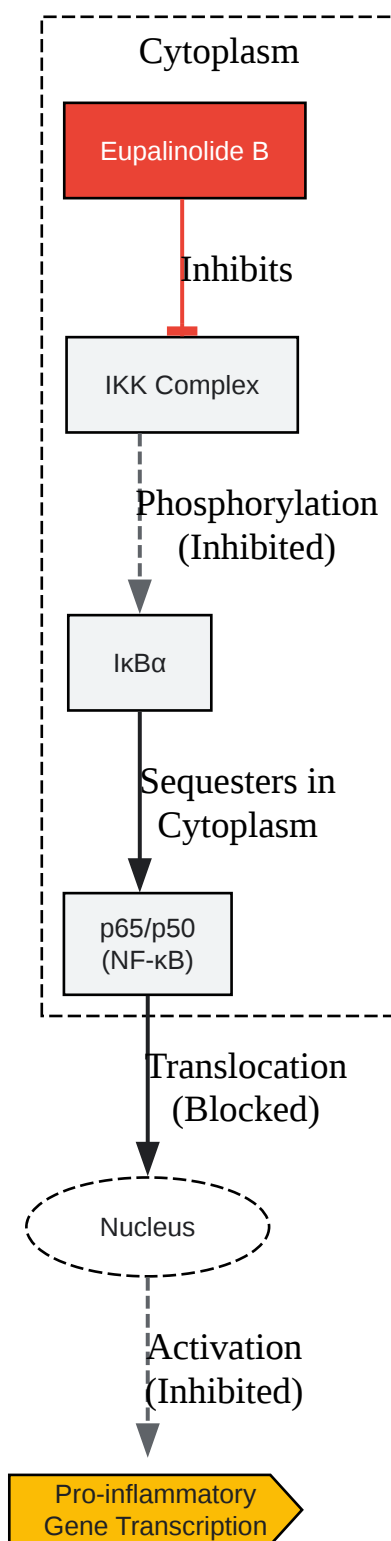 Cytoplasm
Eupalinolide B
Inhibits
IKK Complex
Phosphorylation
(Inhibited)
IκBα
Sequesters in
Cytoplasm
p65/p50
(NF-κB)
Translocation
(Blocked)
Nucleus
Activation
(Inhibited)
Pro-inflammatory
Gene Transcription